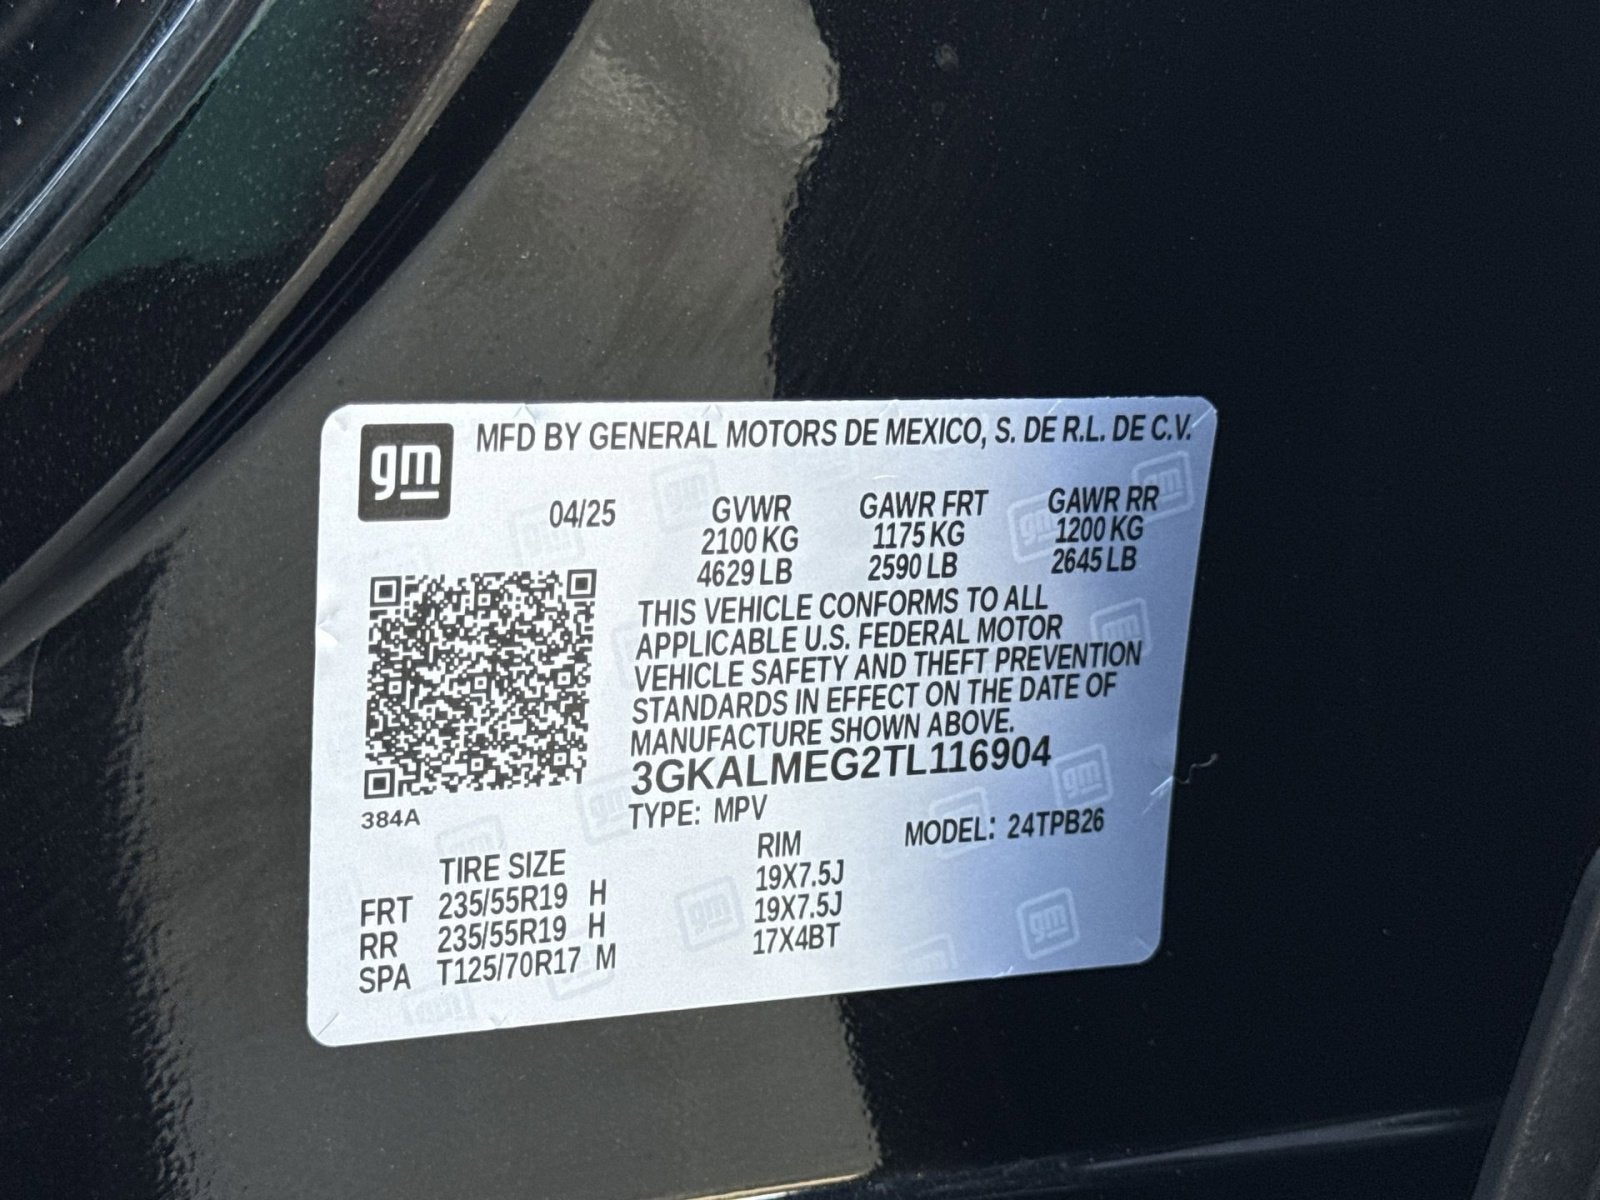 gm MFD BY GENERAL MOTORS DE MEXICO, S. DE R.L. DE C.V.
04/25 GVWR GAWR FRT GAWR RR
2100 KG 1175 KG 1200 KG
4629 LB 2590 LB 2645 LB
THIS VEHICLE CONFORMS TO ALL
APPLICABLE U.S. FEDERAL MOTOR
VEHICLE SAFETY AND THEFT PREVENTION
STANDARDS IN EFFECT ON THE DATE OF
MANUFACTURE SHOWN ABOVE.
3GKALMEG2TL116904
384A TYPE: MPV MODEL: 24TPB26
TIRE SIZE RIM
FRT 235/55R19 H 19X7.5J
RR 235/55R19 H 19X7.5J
SPA T125/70R17 M 17X4BT